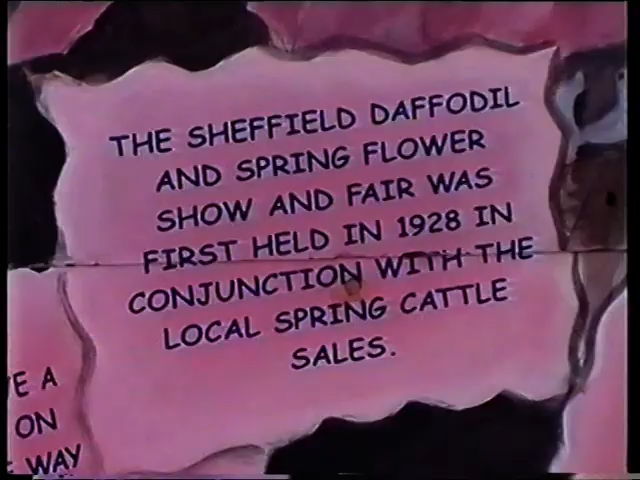 THE SHEFFIELD DAFFODIL
AND SPRING FLOWER
SHOW AND FAIR WAS
FIRST HELD IN 1928 IN
CONJUNCTION WITH THE
LOCAL SPRING CATTLE
SALES.
E A
ON
WAY